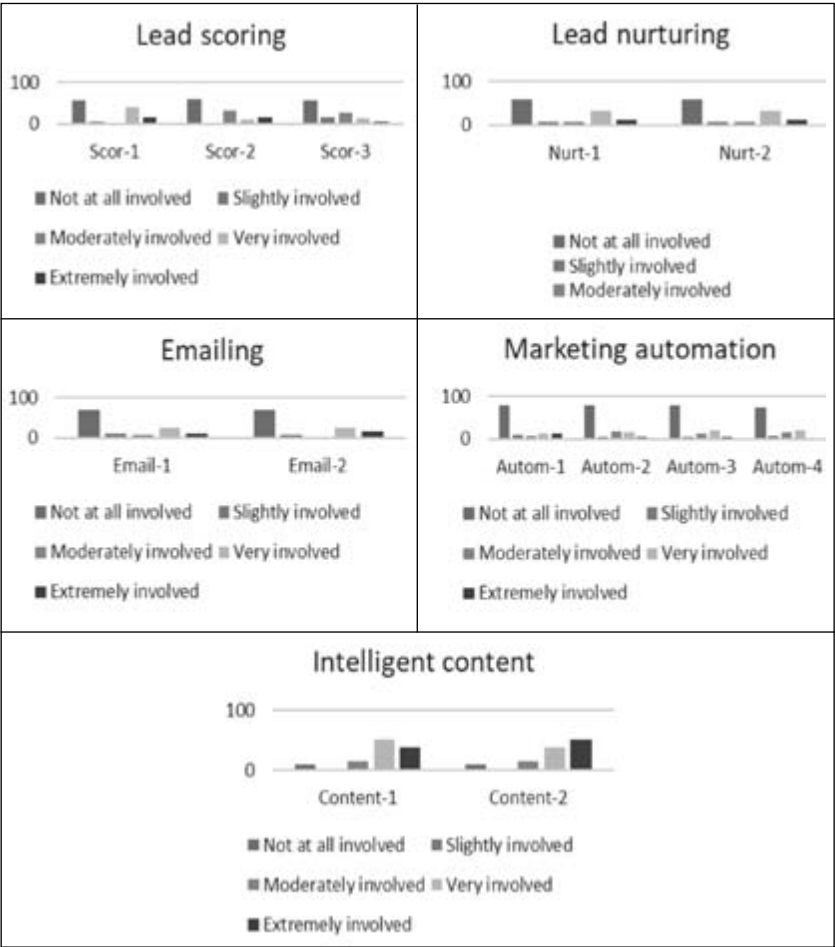 Lead scoring
100
0
Scor-1 Scor-2 Scor-3
Not at all involved Slightly involved
Moderately involved Very involved
Extremely involved
Lead nurturing
100
0
Nurt-1 Nurt-2
Not at all involved
Slightly involved
Moderately involved
Emailing
100
0
Email-1 Email-2
Not at all involved Slightly involved
Moderately involved Very involved
Extremely involved
Marketing automation
100
0
Autom-1 Autom-2 Autom-3 Autom-4
Not at all involved Slightly involved
Moderately involved Very involved
Extremely involved
Intelligent content
100
0
Content-1 Content-2
Not at all involved Slightly involved
Moderately involved Very involved
Extremely involved